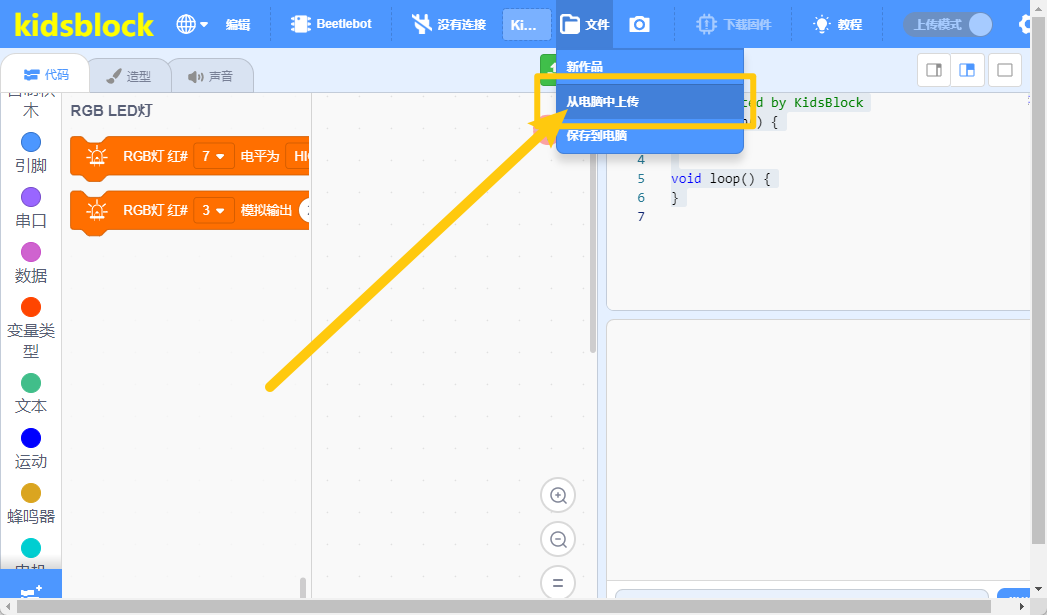 kidsblock
编辑
Beetlebot
没有连接
Ki...
文件
下载固件
教程
上传模式
代码
造型
声音
新作品
从电脑中上传
保存到电脑
木
引脚
串口
数据
变量类
型
文本
运动
蜂鸣器
RGB LED灯
RGB灯 红# 7 电平为 HI
RGB灯 红# 3 模拟输出
ted by KidsBlock
) {
4
5 void loop() {
6 }
7